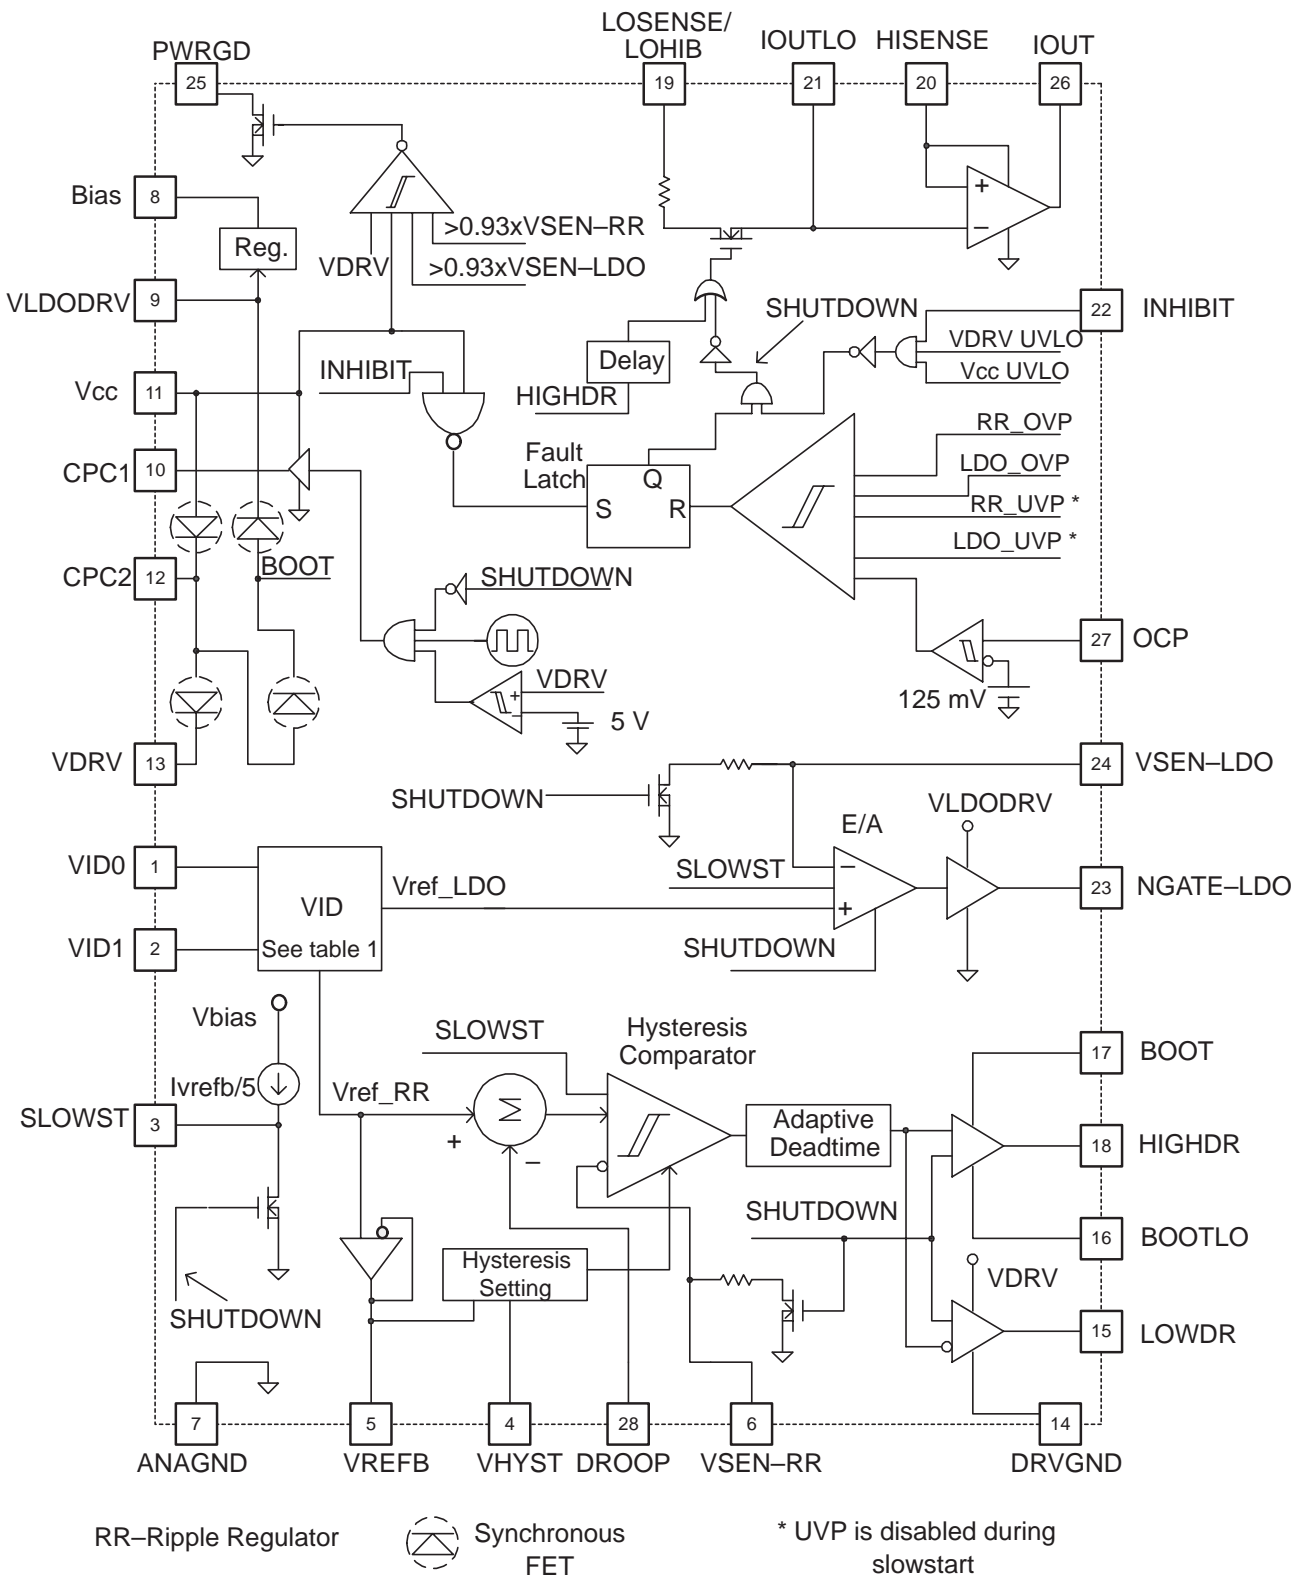 LOSENSE/
LOHIB
IOUTLO
HISENSE
IOUT
PWRGD
25
19
21
20
26
Bias
8
+
−
>0.93xVSEN–RR
Reg.
VDRV
>0.93xVSEN–LDO
VLDODRV
9
SHUTDOWN
22
INHIBIT
VDRV UVLO
Delay
Vcc UVLO
INHIBIT
Vcc
11
HIGHDR
RR_OVP
Fault
Latch
CPC1
10
Q
LDO_OVP
S
R
RR_UVP *
LDO_UVP *
CPC2
12
BOOT
SHUTDOWN
27
OCP
VDRV
+
−
125 mV
5 V
VDRV
13
24
VSEN–LDO
SHUTDOWN
VLDODRV
E/A
VID0
1
−
SLOWST
Vref_LDO
23
NGATE–LDO
VID
+
VID1
2
See table 1
SHUTDOWN
Vbias
Hysteresis
Comparator
SLOWST
17
BOOT
Ivrefb/5
Vref_RR
Σ
SLOWST
3
Adaptive
Deadtime
+
−
18
HIGHDR
SHUTDOWN
16
BOOTLO
Hysteresis
Setting
VDRV
SHUTDOWN
15
LOWDR
7
5
4
28
6
14
ANAGND
VREFB
VHYST
DROOP
VSEN–RR
DRVGND
RR–Ripple Regulator
Synchronous
FET
* UVP is disabled during
slowstart